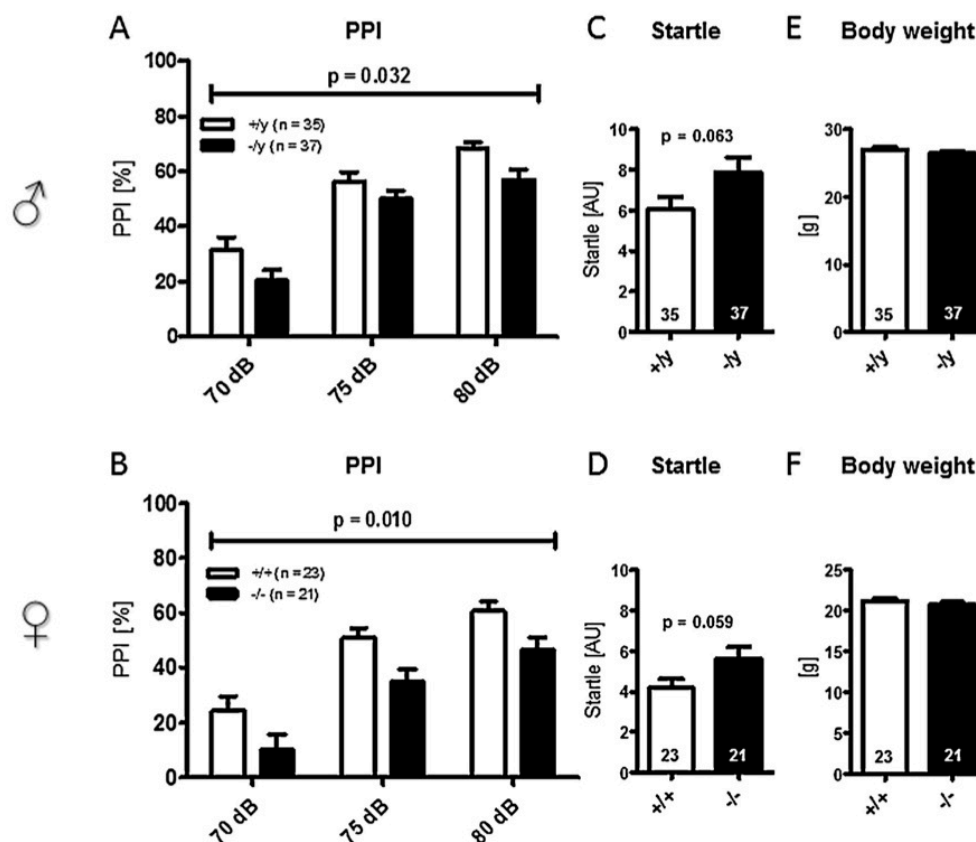 A PPI
p = 0.032
+/y (n = 35)
-/y (n = 37)
PPI [%]
100
80
60
40
20
0
70 dB
75 dB
80 dB
C Startle
p = 0.063
Startle [AU]
10
8
6
4
2
0
35 37
+/y -/y
E Body weight
[g]
30
20
10
0
35 37
+/y -/y
♂
B PPI
p = 0.010
+/+ (n = 23)
-/- (n = 21)
PPI [%]
100
80
60
40
20
0
70 dB
75 dB
80 dB
D Startle
p = 0.059
Startle [AU]
10
8
6
4
2
0
23 21
+/+ -/-
F Body weight
[g]
25
20
15
10
5
0
23 21
+/+ -/-
♀